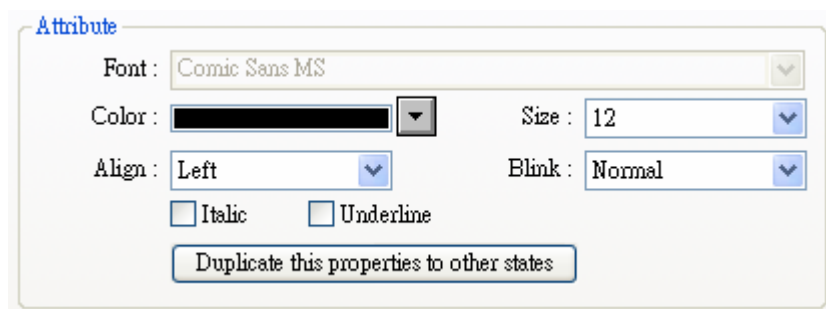 Attribute
Font : Comic Sans MS
Color : Size : 12
Align : Left Blink : Normal
Italic Underline
Duplicate this properties to other states